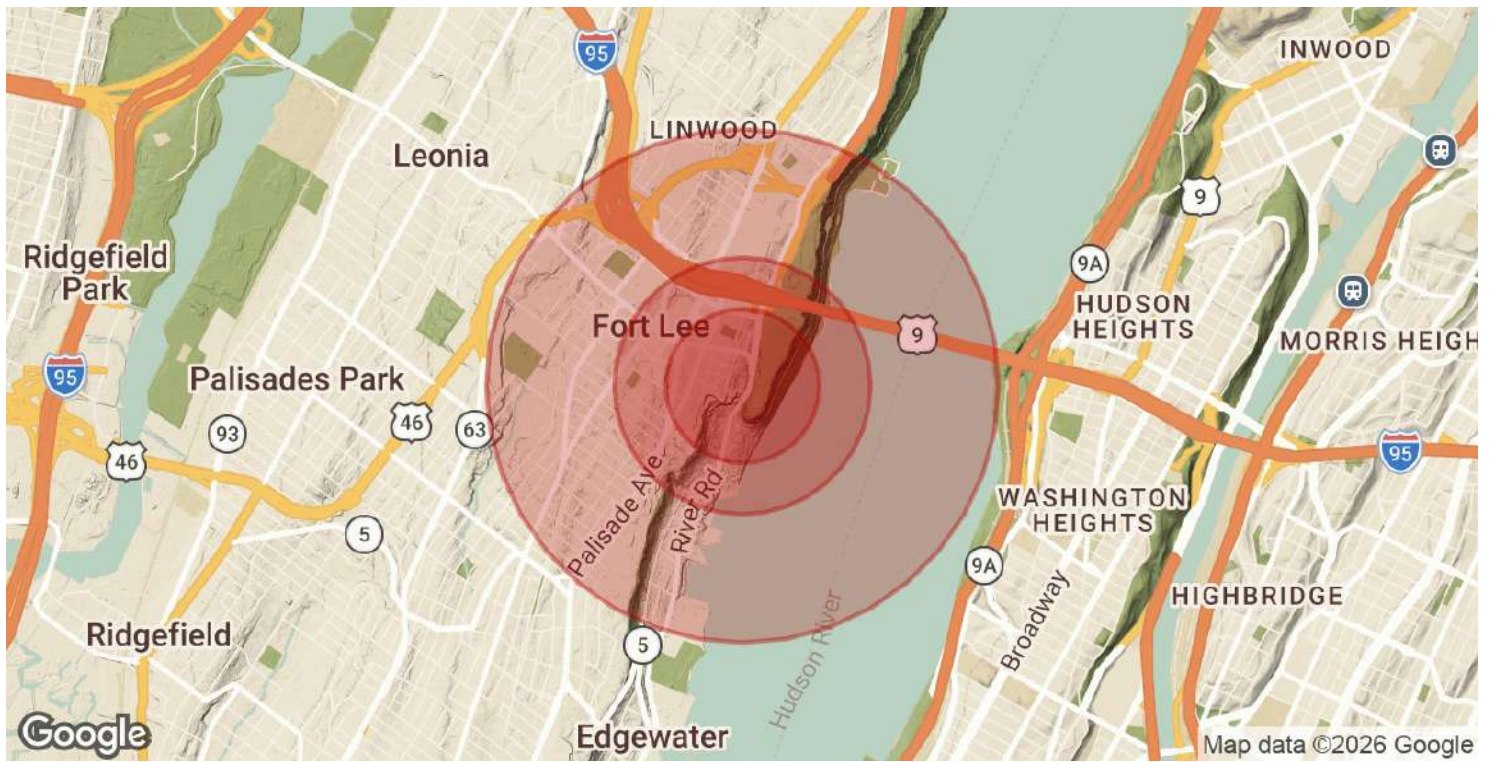 INWOOD
95
LINWOOD
Leonia
9
Ridgefield
Park
9A
HUDSON
HEIGHTS
Fort Lee
9
MORRIS HEIGH
95
Palisades Park
46
63
93
46
95
Palisade Ave.
River Rd
WASHINGTON
HEIGHTS
5
9A
Broadway
HIGHBRIDGE
Ridgefield
5
Hudson River
Edgewater
Google
Map data ©2026 Google